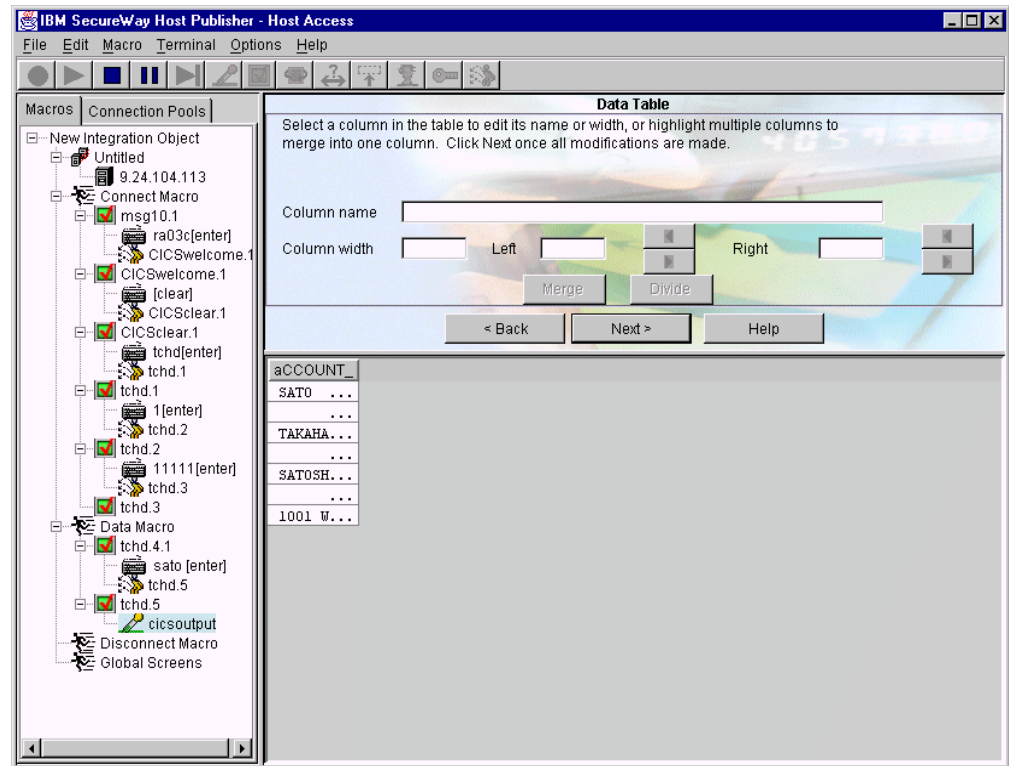 IBM SecureWay Host Publisher - Host Access
File Edit Macro Terminal Options Help
Macros
Connection Pools
New Integration Object
Untitled
9.24.104.113
Connect Macro
msg10.1
ra03c[enter]
CICSwelcome.1
CICSwelcome.1
[clear]
CICSclear.1
CICSclear.1
tchd[enter]
tchd.1
tchd.1
1[enter]
tchd.2
tchd.2
11111[enter]
tchd.3
tchd.3
Data Macro
tchd.4.1
sato [enter]
tchd.5
tchd.5
cicsoutput
Disconnect Macro
Global Screens
Data Table
Select a column in the table to edit its name or width, or highlight multiple columns to
merge into one column. Click Next once all modifications are made.
Column name
Column width Left Right
Merge Divide
< Back Next > Help
aCCOUNT_
SATO ...
...
TAKAHA...
...
SATOSH...
...
1001 W...